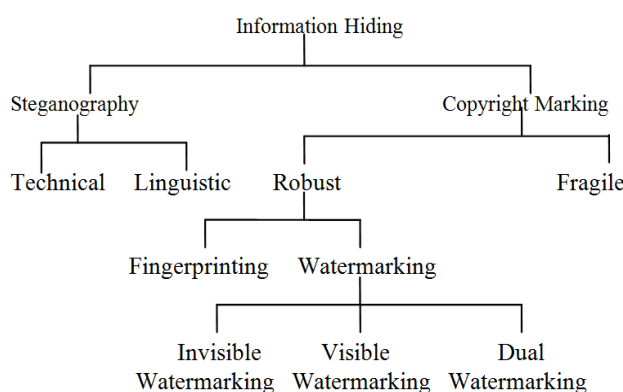 Information Hiding
Steganography
Copyright Marking
Technical
Linguistic
Robust
Fragile
Fingerprinting
Watermarking
Invisible
Watermarking
Visible
Watermarking
Dual
Watermarking